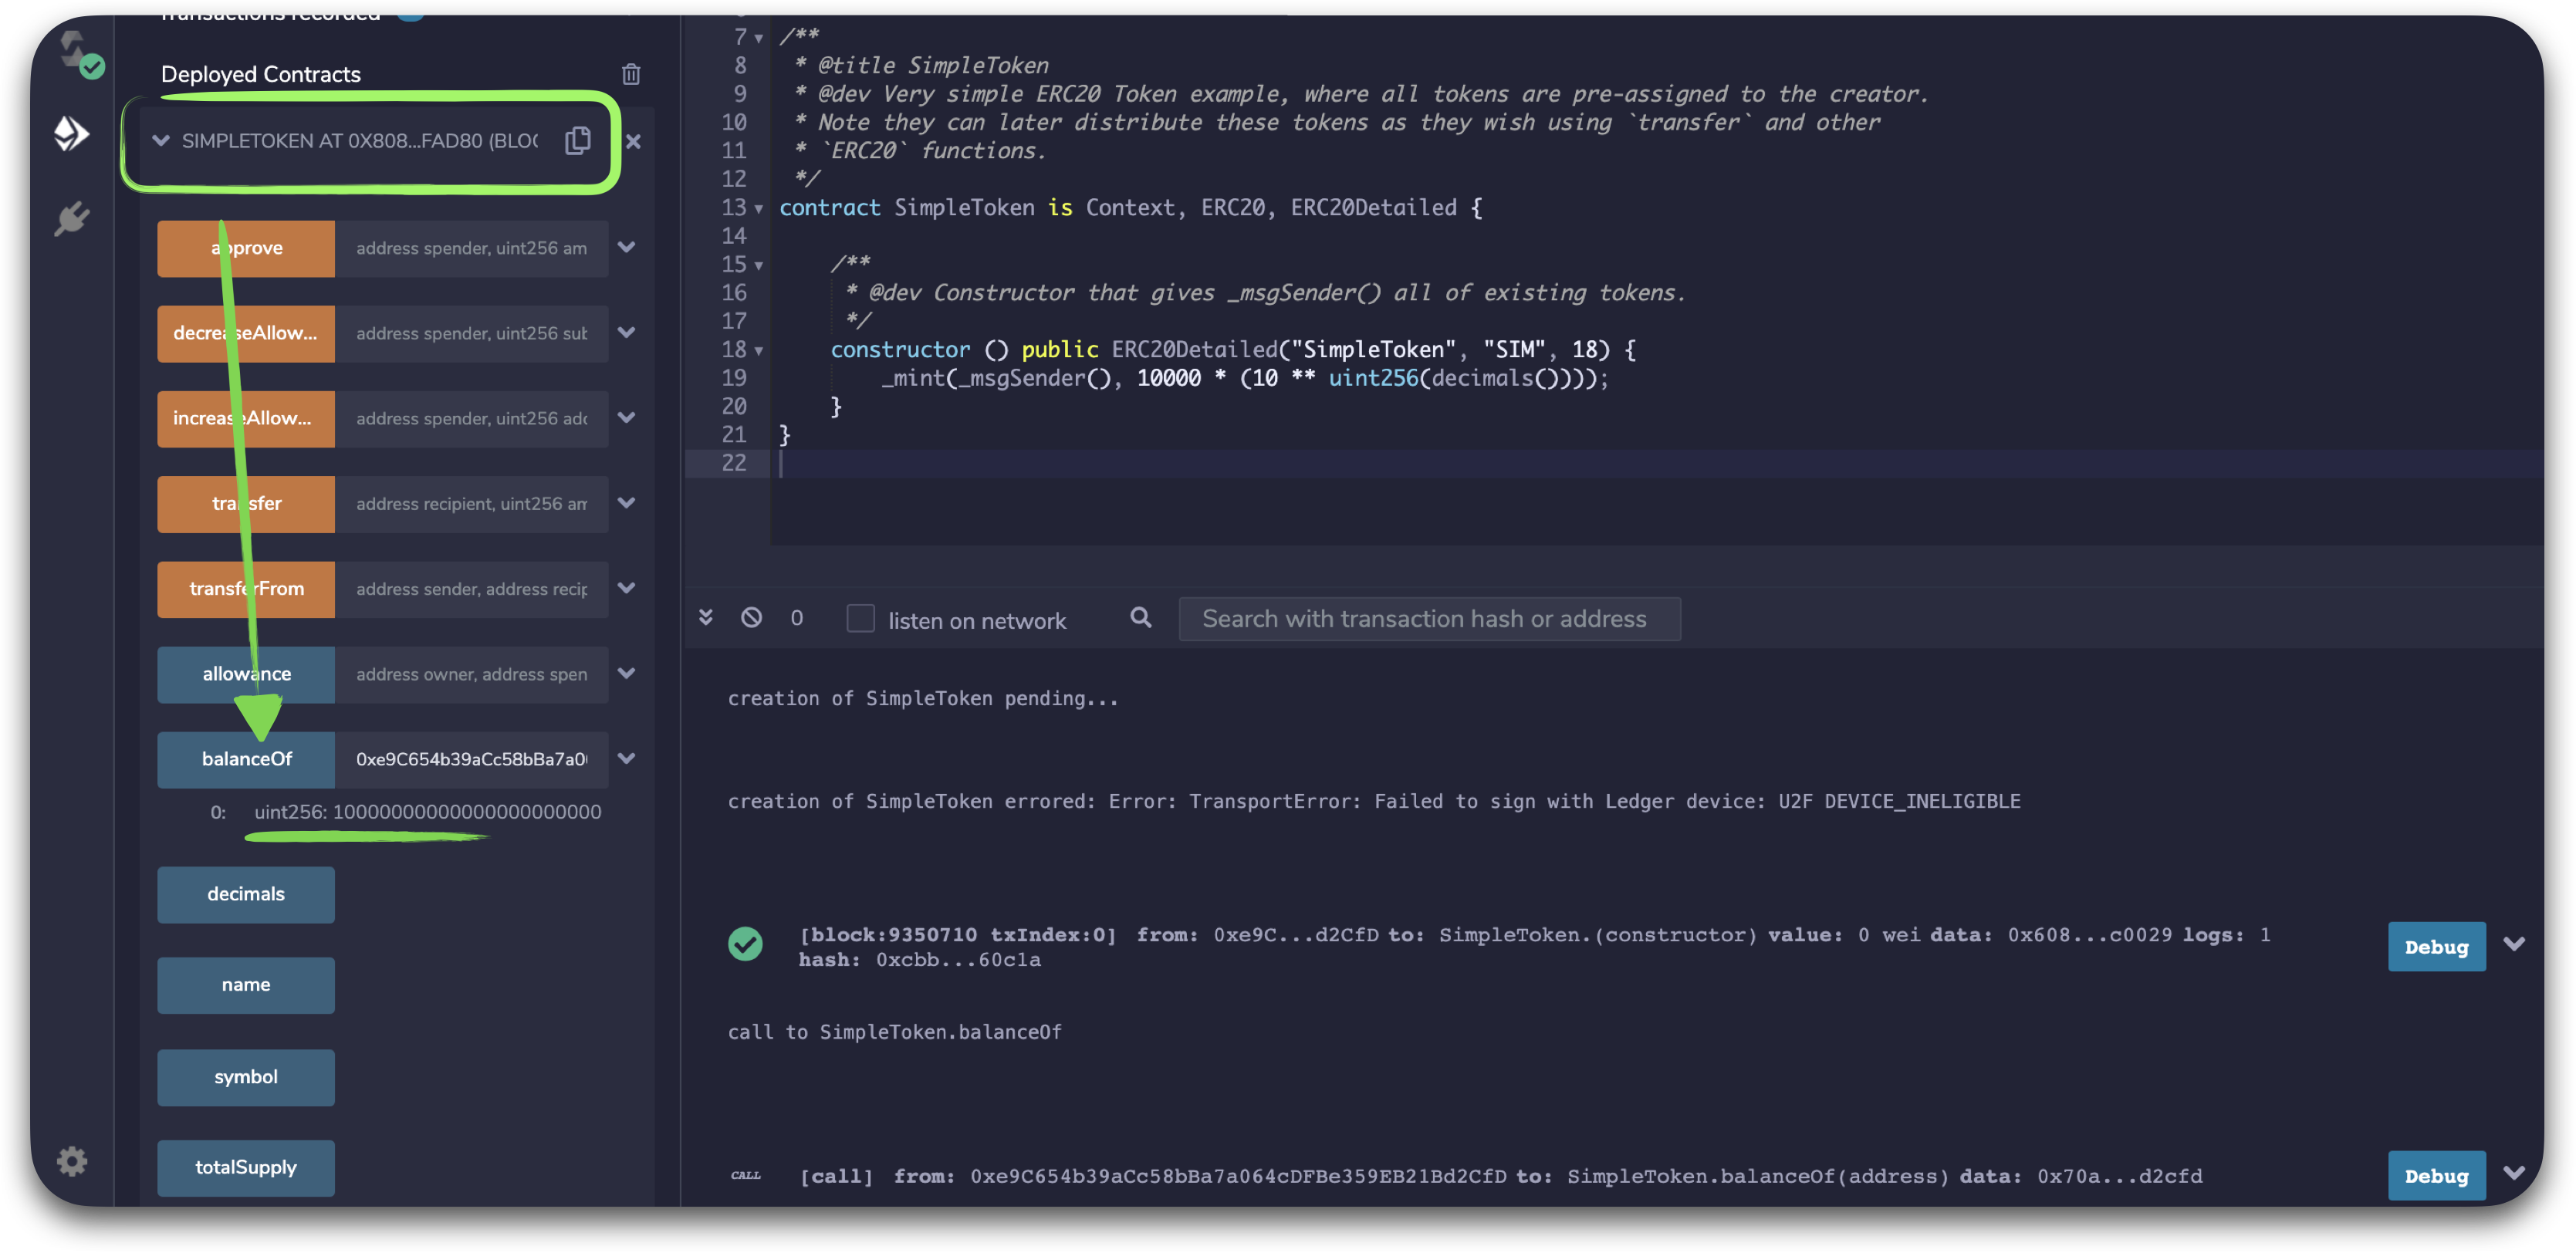 Transactions recorded
Deployed Contracts
SIMPLETOKEN AT 0X808...FAD80 (BLOC
approve address spender, uint256 am
decreaseAllow... address spender, uint256 sub
increaseAllow... address spender, uint256 adc
transfer address recipient, uint256 am
transferFrom address sender, address recip
allowance address owner, address spen
balanceOf 0xe9C654b39aCc58bBa7a0
0: uint256: 10000000000000000000000
decimals
name
symbol
totalSupply
7 /**
8 * @title SimpleToken
9 * @dev Very simple ERC20 Token example, where all tokens are pre-assigned to the creator.
10 * Note they can later distribute these tokens as they wish using `transfer` and other
11 * `ERC20` functions.
12 */
13 contract SimpleToken is Context, ERC20, ERC20Detailed {
14
15 /**
16 * @dev Constructor that gives _msgSender() all of existing tokens.
17 */
18 constructor () public ERC20Detailed("SimpleToken", "SIM", 18) {
19 _mint(_msgSender(), 10000 * (10 ** uint256(decimals())));
20 }
21 }
22
0 listen on network Search with transaction hash or address
creation of SimpleToken pending...
creation of SimpleToken errored: Error: TransportError: Failed to sign with Ledger device: U2F DEVICE_INELIGIBLE
[block:9350710 txIndex:0] from: 0xe9C...d2CfD to: SimpleToken.(constructor) value: 0 wei data: 0x608...c0029 logs: 1
hash: 0xcbb...60c1a
Debug
call to SimpleToken.balanceOf
CALL [call] from: 0xe9C654b39aCc58bBa7a064cDFBe359EB21Bd2CfD to: SimpleToken.balanceOf(address) data: 0x70a...d2cfd
Debug